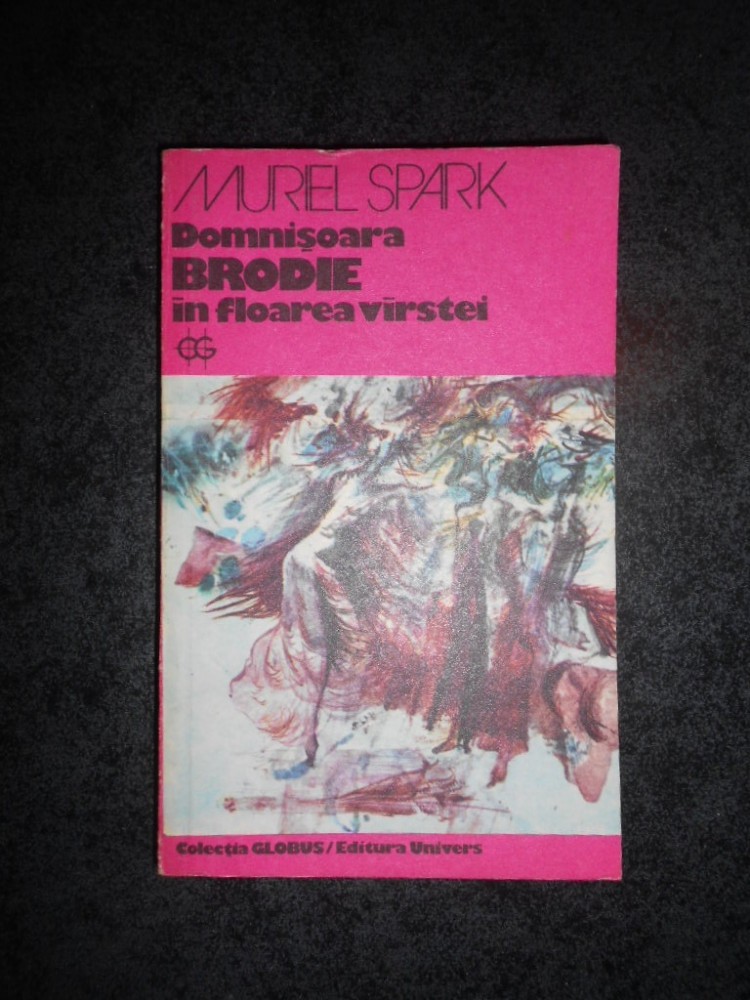 MURIEL SPARK
Domnişoara
BRODIE
în floarea vîrstei
CG
Colecţia GLOBUS/Editura Univers